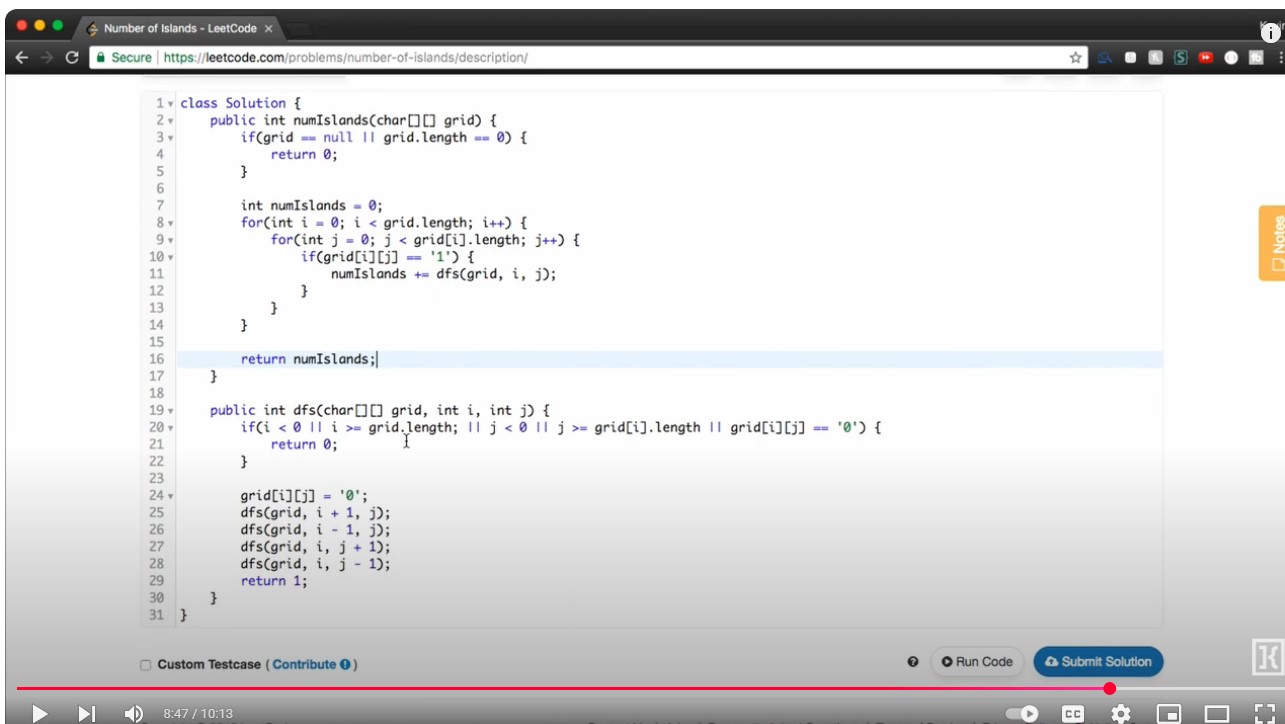 Number of Islands - LeetCode
Secure | https://leetcode.com/problems/number-of-islands/description/
1 class Solution {
2 public int numIslands(char[][] grid) {
3 if(grid == null || grid.length == 0) {
4 return 0;
5 }
6
7 int numIslands = 0;
8 for(int i = 0; i < grid.length; i++) {
9 for(int j = 0; j < grid[i].length; j++) {
10 if(grid[i][j] == '1') {
11 numIslands += dfs(grid, i, j);
12 }
13 }
14 }
15
16 return numIslands;
17 }
18
19 public int dfs(char[][] grid, int i, int j) {
20 if(i < 0 || i >= grid.length; || j < 0 || j >= grid[i].length || grid[i][j] == '0') {
21 return 0;
22 }
23
24 grid[i][j] = '0';
25 dfs(grid, i + 1, j);
26 dfs(grid, i - 1, j);
27 dfs(grid, i, j + 1);
28 dfs(grid, i, j - 1);
29 return 1;
30 }
31 }
Notes
Custom Testcase ( Contribute )
Run Code
Submit Solution
8:47 / 10:13
CC